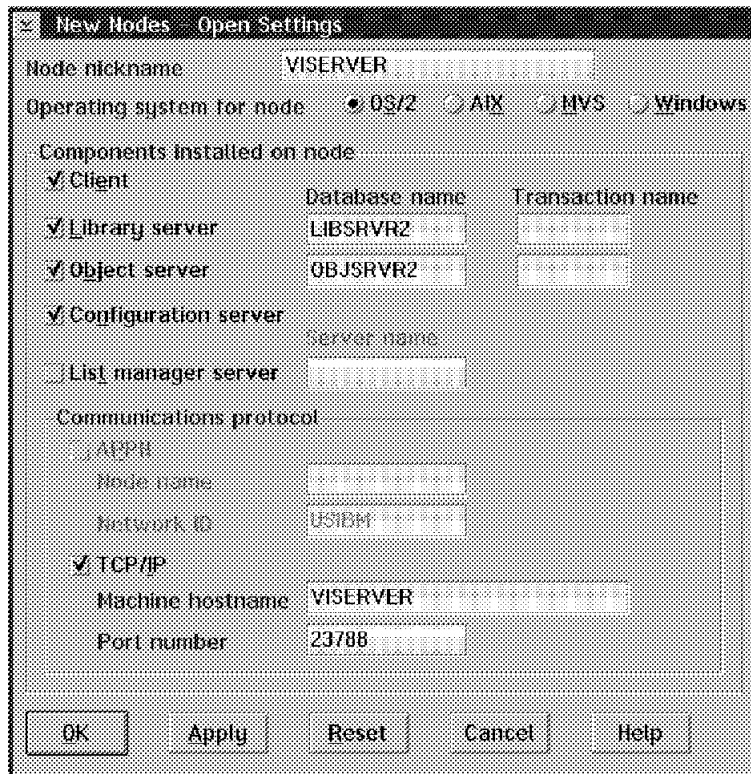 New Nodes - Open Settings
Node nickname VISERVER
Operating system for node OS/2 AIX MVS Windows
Components installed on node
Client
Database name Transaction name
Library server LIBSRVR2
Object server OBJSRVR2
Configuration server
Server name
List manager server
Communications protocol
APPN
Node name
Network ID USIBM
TCP/IP
Machine hostname VISERVER
Port number 23788
OK Apply Reset Cancel Help